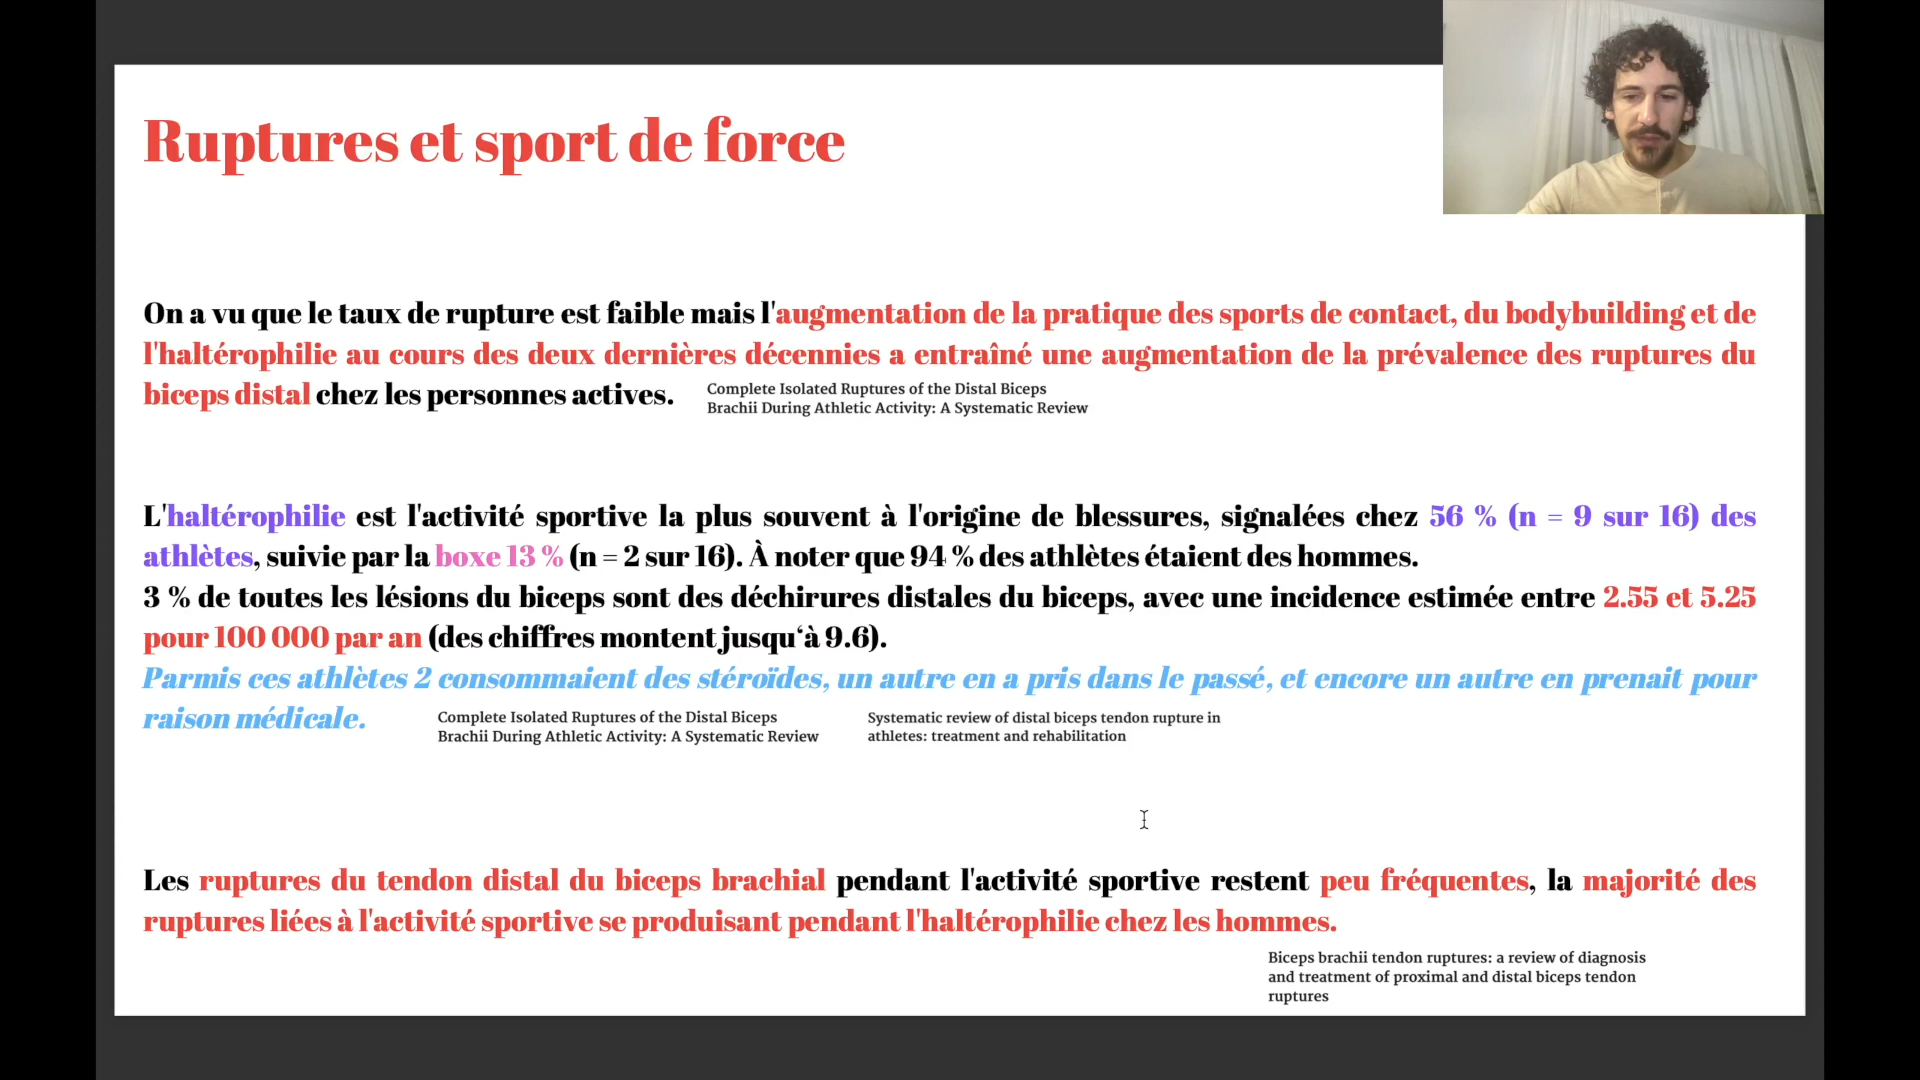 Ruptures et sport de force
On a vu que le taux de rupture est faible mais l'augmentation de la pratique des sports de contact, du bodybuilding et de
l'haltérophilie au cours des deux dernières décennies a entraîné une augmentation de la prévalence des ruptures du
biceps distal chez les personnes actives.
Complete Isolated Ruptures of the Distal Biceps
Brachii During Athletic Activity: A Systematic Review
L'haltérophilie est l'activité sportive la plus souvent à l'origine de blessures, signalées chez 56 % (n = 9 sur 16) des
athlètes, suivie par la boxe 13 % (n = 2 sur 16). À noter que 94 % des athlètes étaient des hommes.
3 % de toutes les lésions du biceps sont des déchirures distales du biceps, avec une incidence estimée entre 2.55 et 5.25
pour 100 000 par an (des chiffres montent jusqu‘à 9.6).
Parmis ces athlètes 2 consommaient des stéroïdes, un autre en a pris dans le passé, et encore un autre en prenait pour
raison médicale.
Complete Isolated Ruptures of the Distal Biceps
Brachii During Athletic Activity: A Systematic Review
Systematic review of distal biceps tendon rupture in
athletes: treatment and rehabilitation
Les ruptures du tendon distal du biceps brachial pendant l'activité sportive restent peu fréquentes, la majorité des
ruptures liées à l'activité sportive se produisant pendant l'haltérophilie chez les hommes.
Biceps brachii tendon ruptures: a review of diagnosis
and treatment of proximal and distal biceps tendon
ruptures